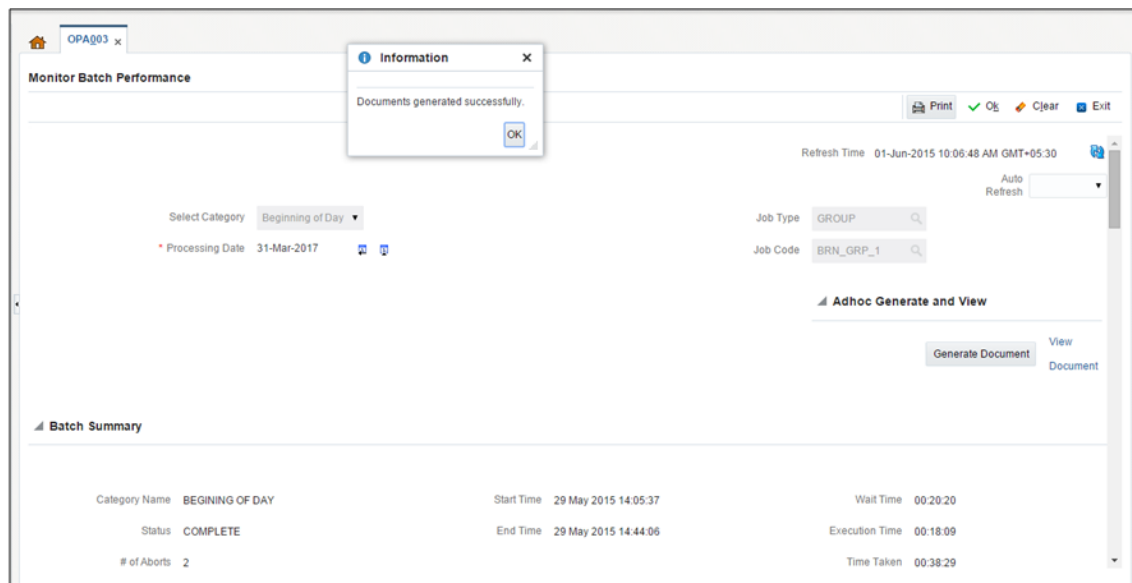 OPA003 x
Information
Documents generated successfully.
OK
Monitor Batch Performance
Print Ok Clear Exit
Refresh Time 01-Jun-2015 10:06:48 AM GMT+05:30
Auto
Refresh
Select Category Beginning of Day
Job Type GROUP
* Processing Date 31-Mar-2017
Job Code BRN_GRP_1
Adhoc Generate and View
Generate Document
View
Document
Batch Summary
Category Name BEGINING OF DAY Start Time 29 May 2015 14:05:37 Wait Time 00:20:20
Status COMPLETE End Time 29 May 2015 14:44:06 Execution Time 00:18:09
# of Aborts 2 Time Taken 00:38:29